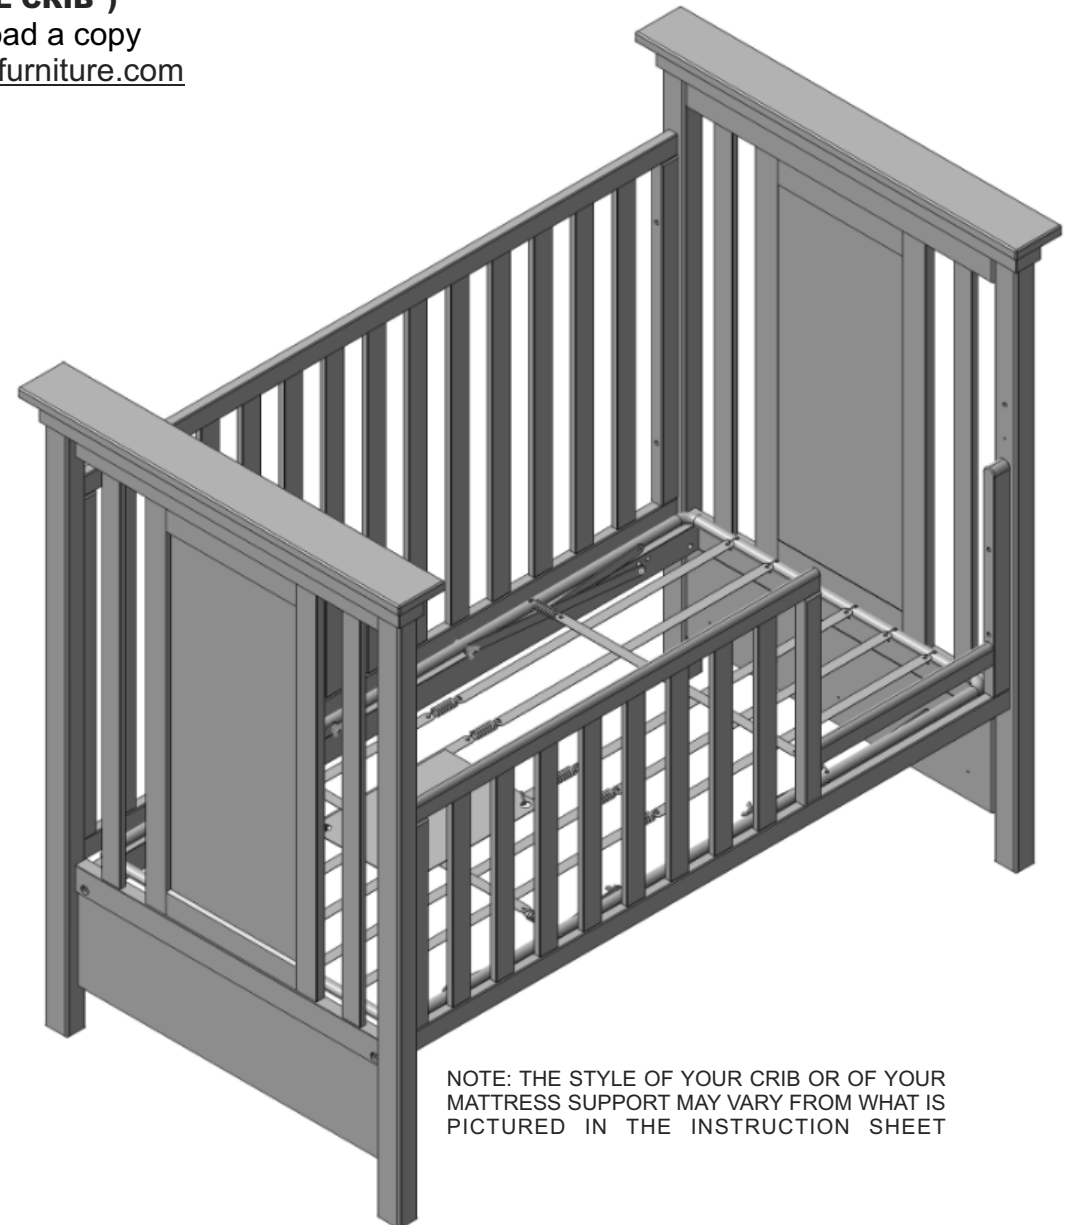 CRIB")
a copy
furniture.com
NOTE: THE STYLE OF YOUR CRIB OR OF YOUR
MATTRESS SUPPORT MAY VARY FROM WHAT IS
PICTURED IN THE INSTRUCTION SHEET